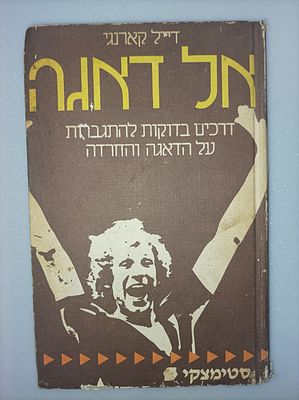 דייל קארנגי
אל דאגה
דרכים בדוקות להתגברות
על הדאגה והחרדה
סטימצקי